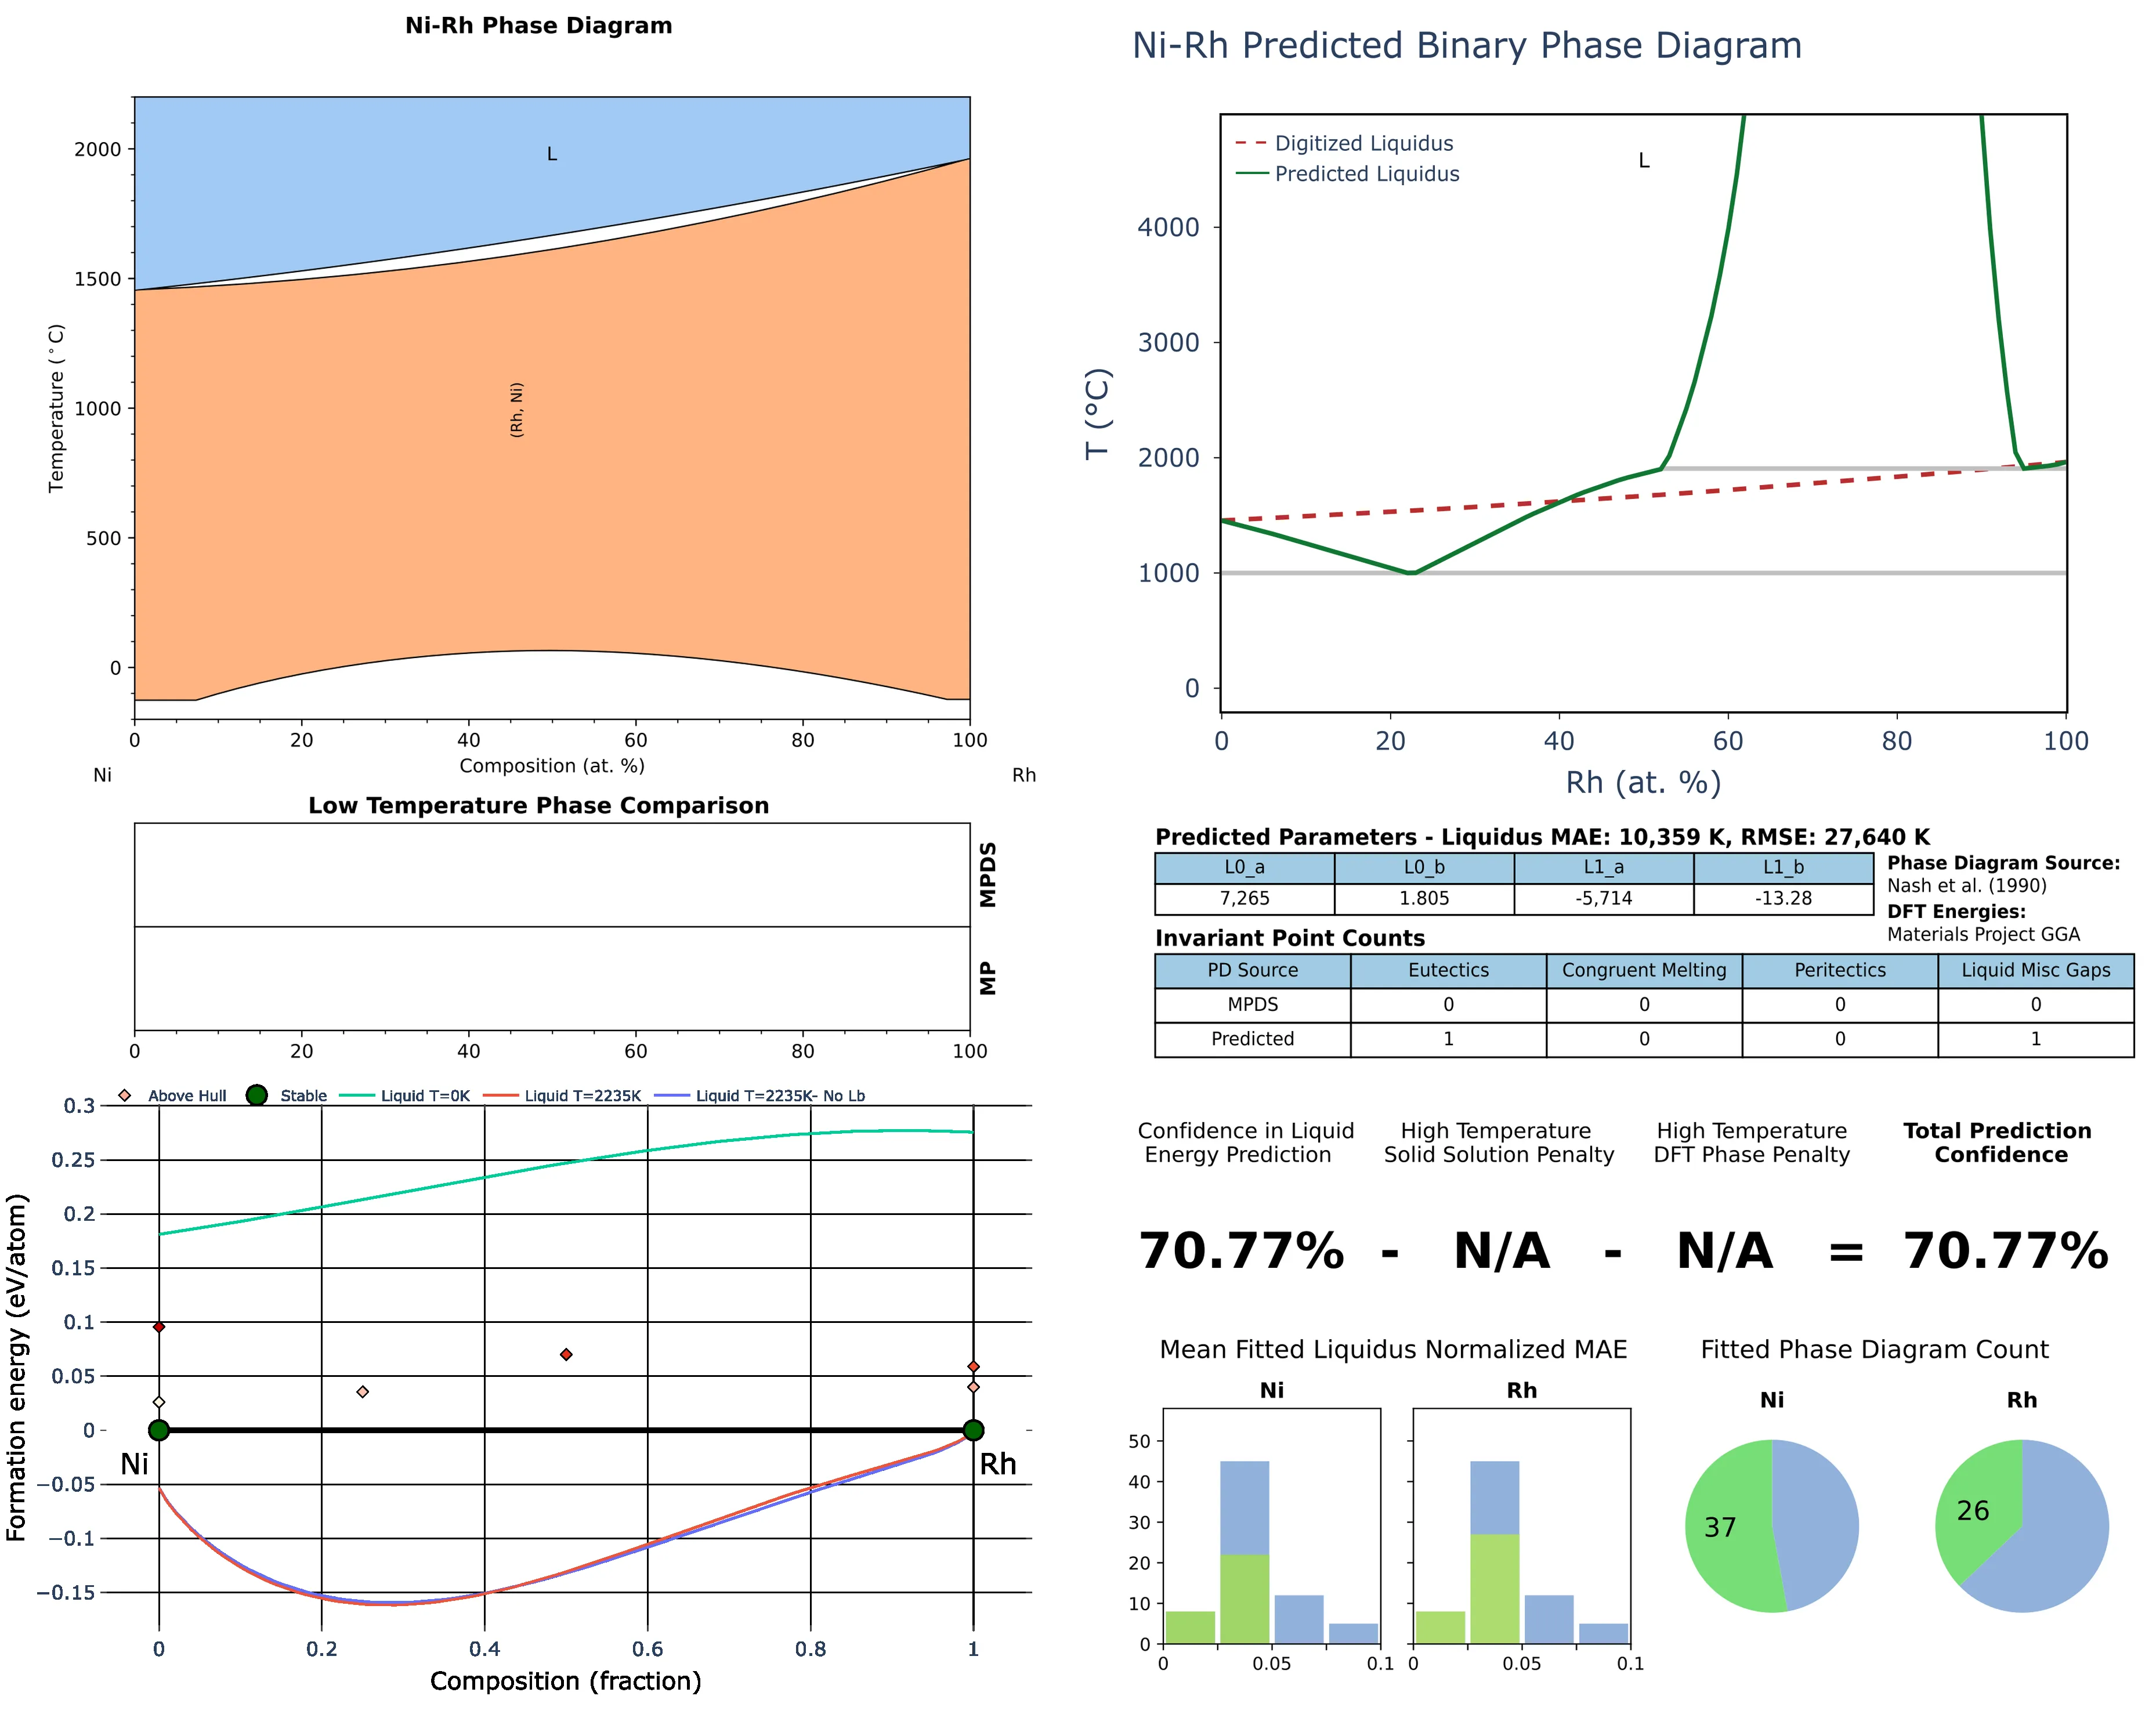 Ni-Rh Phase Diagram
2000
1500
1000
500
0
Temperature (°C)
L
(Rh, Ni)
0 20 40 60 80 100
Composition (at. %)
Ni Rh
Low Temperature Phase Comparison
MPDS
MP
0 20 40 60 80 100
Above Hull Stable Liquid T=0K Liquid T=2235K Liquid T=2235K- No Lb
0.3
0.25
0.2
0.15
0.1
0.05
0
−0.05
−0.1
−0.15
Formation energy (eV/atom)
Ni Rh
0 0.2 0.4 0.6 0.8 1
Composition (fraction)
Ni-Rh Predicted Binary Phase Diagram
Digitized Liquidus
Predicted Liquidus
L
4000
3000
2000
1000
0
T (°C)
0 20 40 60 80 100
Rh (at. %)
Predicted Parameters - Liquidus MAE: 10,359 K, RMSE: 27,640 K
L0_a L0_b L1_a L1_b
7,265 1.805 -5,714 -13.28
Phase Diagram Source:
Nash et al. (1990)
DFT Energies:
Materials Project GGA
Invariant Point Counts
PD Source Eutectics Congruent Melting Peritectics Liquid Misc Gaps
MPDS 0 0 0 0
Predicted 1 0 0 1
Confidence in Liquid
Energy Prediction
High Temperature
Solid Solution Penalty
High Temperature
DFT Phase Penalty
Total Prediction
Confidence
70.77% - N/A - N/A = 70.77%
Mean Fitted Liquidus Normalized MAE
Ni Rh
50
40
30
20
10
0
0 0.05 0.1 0 0.05 0.1
Fitted Phase Diagram Count
Ni Rh
37 26